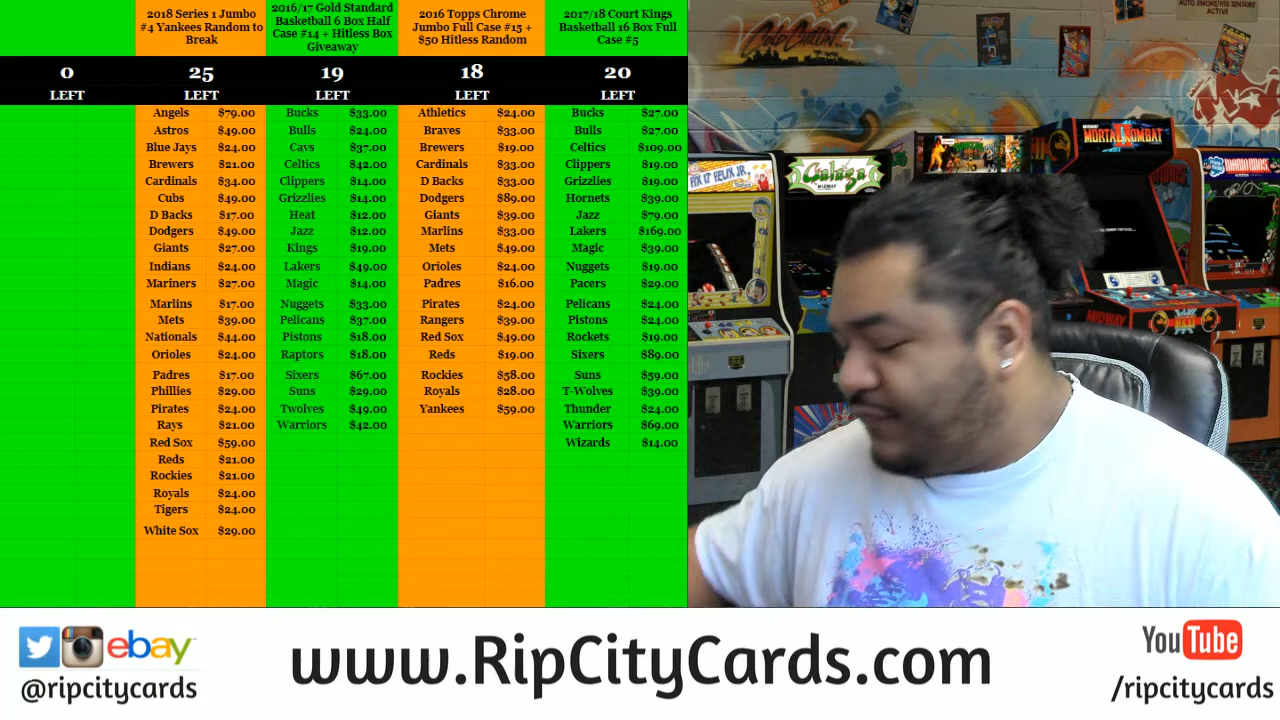 2018 Series 1 Jumbo
#4 Yankees Random to
Break
2016/17 Gold Standard
Basketball 6 Box Half
Case #14 + Hitless Box
Giveaway
2016 Topps Chrome
Jumbo Full Case #15 +
$50 Hitless Random
2017/18 Court Kings
Basketball 16 Box Full
Case #5
0 25 19 18 20
LEFT LEFT LEFT LEFT LEFT
Angels $79.00 Bucks $33.00 Athletics $24.00 Bucks $27.00
Astros $49.00 Bulls $24.00 Braves $33.00 Bulls $27.00
Blue Jays $24.00 Cavs $37.00 Brewers $19.00 Celtics $109.00
Brewers $21.00 Celtics $42.00 Cardinals $33.00 Clippers $19.00
Cardinals $34.00 Clippers $14.00 D Backs $33.00 Grizzlies $19.00
Cubs $49.00 Grizzlies $14.00 Dodgers $89.00 Hornets $39.00
D Backs $17.00 Heat $12.00 Giants $39.00 Jazz $79.00
Dodgers $49.00 Jazz $12.00 Marlins $33.00 Lakers $169.00
Giants $27.00 Kings $19.00 Mets $49.00 Magic $39.00
Indians $24.00 Lakers $49.00 Orioles $24.00 Nuggets $19.00
Mariners $27.00 Magic $14.00 Padres $16.00 Pacers $29.00
Marlins $17.00 Nuggets $33.00 Pirates $24.00 Pelicans $24.00
Mets $39.00 Pelicans $37.00 Rangers $39.00 Pistons $24.00
Nationals $44.00 Pistons $18.00 Red Sox $49.00 Rockets $19.00
Orioles $24.00 Raptors $18.00 Reds $19.00 Sixers $89.00
Padres $17.00 Sixers $67.00 Rockies $58.00 Suns $59.00
Phillies $29.00 Suns $29.00 Royals $28.00 T-Wolves $39.00
Pirates $24.00 Twolves $49.00 Yankees $59.00 Thunder $24.00
Rays $21.00 Warriors $42.00 Warriors $69.00
Red Sox $59.00 Wizards $14.00
Reds $21.00
Rockies $21.00
Royals $24.00
Tigers $24.00
White Sox $29.00
FIX IT FELIX JR.
Galaga
MIDWAY
MORTAL KOMBAT
MARIO BROS.
MIDWAY
ACTIVE
ebay
@ripcitycards
www.RipCityCards.com
YouTube
/ripcitycards